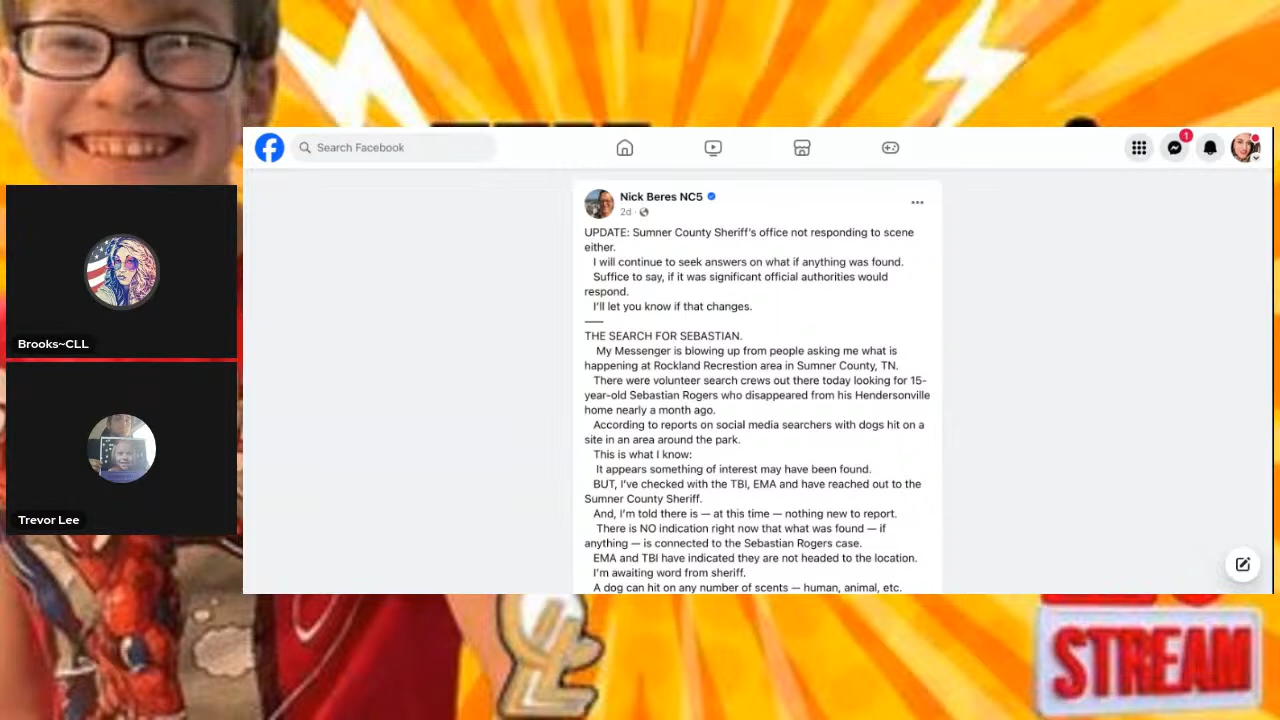 Search Facebook
1
Nick Beres NC5
2d ·
UPDATE: Sumner County Sheriff's office not responding to scene
either.
I will continue to seek answers on what if anything was found.
Suffice to say, if it was significant official authorities would
respond.
I'll let you know if that changes.
——
THE SEARCH FOR SEBASTIAN.
My Messenger is blowing up from people asking me what is
happening at Rockland Recrestion area in Sumner County, TN.
There were volunteer search crews out there today looking for 15-
year-old Sebastian Rogers who disappeared from his Hendersonville
home nearly a month ago.
According to reports on social media searchers with dogs hit on a
site in an area around the park.
This is what I know:
It appears something of interest may have been found.
BUT, I've checked with the TBI, EMA and have reached out to the
Sumner County Sheriff.
And, I'm told there is — at this time — nothing new to report.
There is NO indication right now that what was found — if
anything — is connected to the Sebastian Rogers case.
EMA and TBI have indicated they are not headed to the location.
I'm awaiting word from sheriff.
A dog can hit on any number of scents — human, animal, etc.
Brooks~CLL
Trevor Lee
STREAM